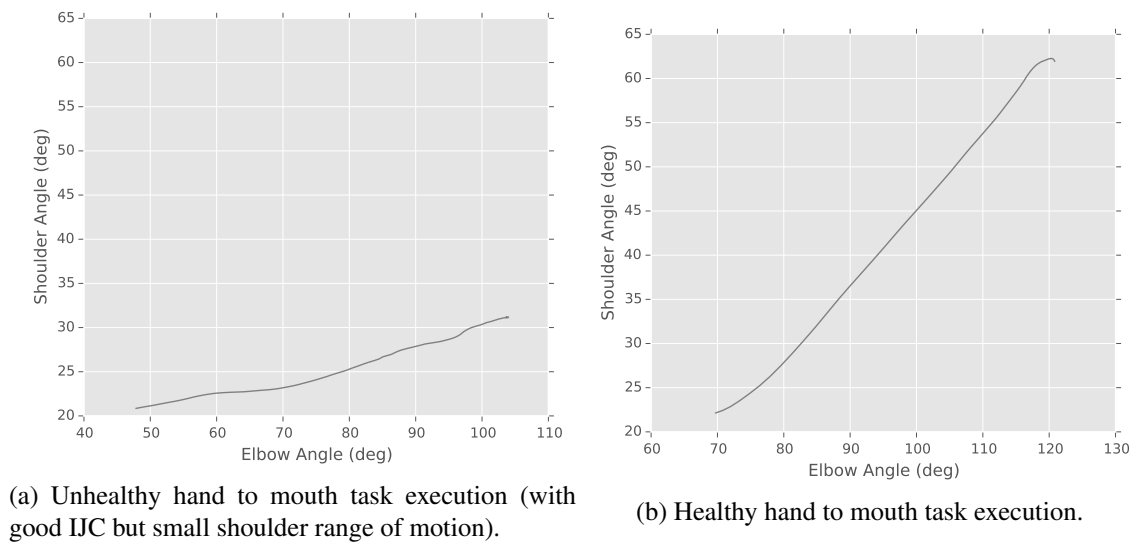 65
60
55
50
45
40
35
30
25
20
Shoulder Angle (deg)
40 50 60 70 80 90 100 110
Elbow Angle (deg)
(a) Unhealthy hand to mouth task execution (with
good IJC but small shoulder range of motion).
65
60
55
50
45
40
35
30
25
20
Shoulder Angle (deg)
60 70 80 90 100 110 120 130
Elbow Angle (deg)
(b) Healthy hand to mouth task execution.